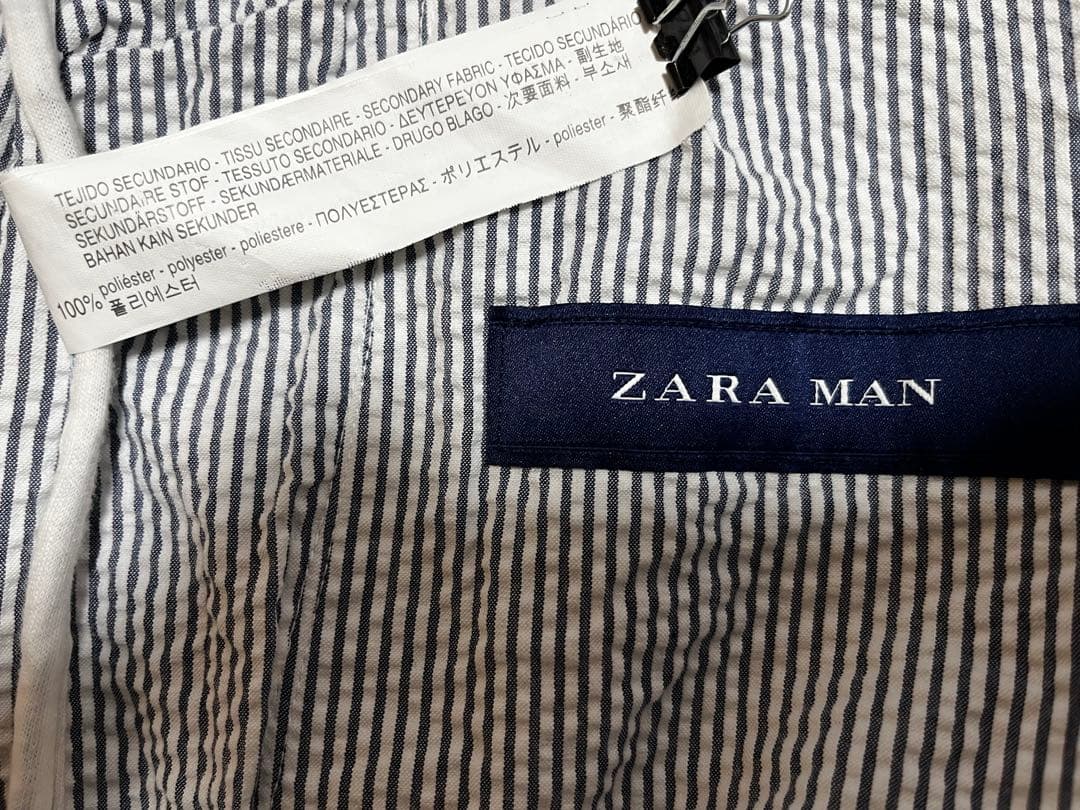 TEJIDO SECUNDARIO - TISSU SECONDAIRE - SECONDARY FABRIC - TECIDO SECUNDÁRIO
SECUNDAIRE STOF - TESSUTO SECONDARIO - ΔΕΥΤΕΡΕΥΟΝ ΥΦΑΣΜΑ - 副生地
SEKUNDÄRSTOFF - SEKUNDÆRMATERIALE - DRUGO BLAGO - 次要面料 - 부소재
BAHAN KAIN SEKUNDER
100% poliéster - polyester - poliestere - ΠΟΛΥΕΣΤΕΡΑΣ - ポリエステル - poliester - 聚酯纤
폴리에스터
ZARA MAN